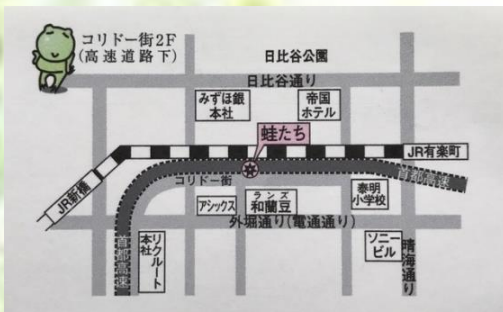 コリドー街2F
(高速道路下)
日比谷公園
日比谷通り
みずほ銀
本社
帝国
ホテル
蛙たち
JR有楽町
首都高速
コリドー街
JR新橋
アシックス
ランズ
和蘭豆
泰明
小学校
外堀通り(電通通り)
首都高速
リクルート
本社
ソニー
ビル
晴海通り